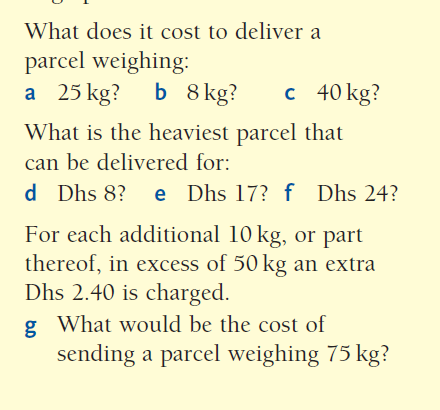 What does it cost to deliver a
parcel weighing:
a 25 kg? b 8 kg? c 40 kg?
What is the heaviest parcel that
can be delivered for:
d Dhs 8? e Dhs 17? f Dhs 24?
For each additional 10 kg, or part
thereof, in excess of 50 kg an extra
Dhs 2.40 is charged.
g What would be the cost of
sending a parcel weighing 75 kg?